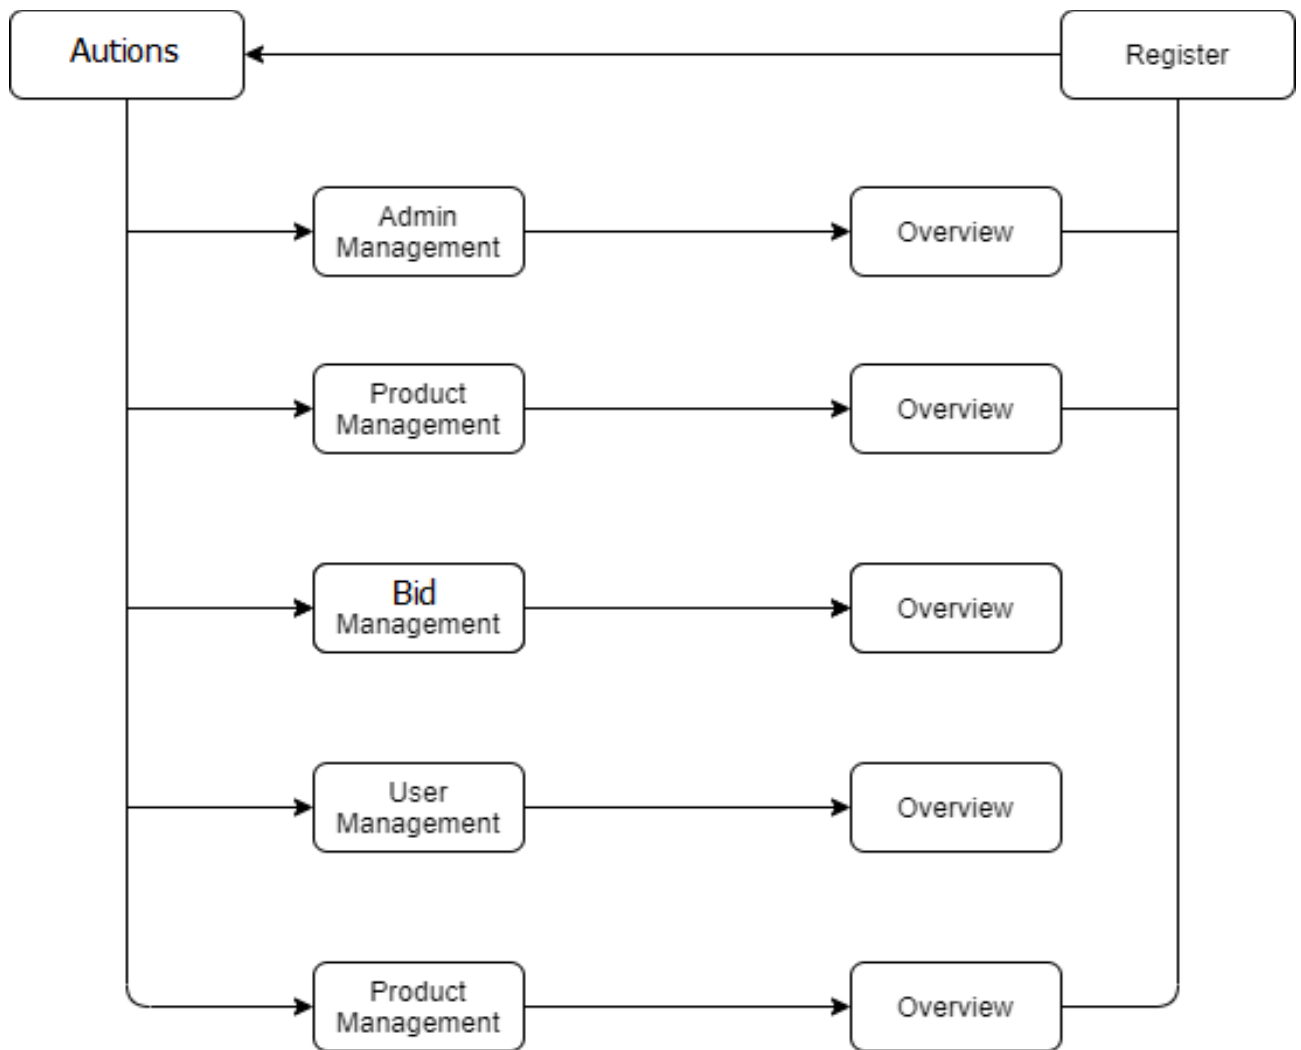 Autions
Register
Admin
Management
Overview
Product
Management
Overview
Bid
Management
Overview
User
Management
Overview
Product
Management
Overview